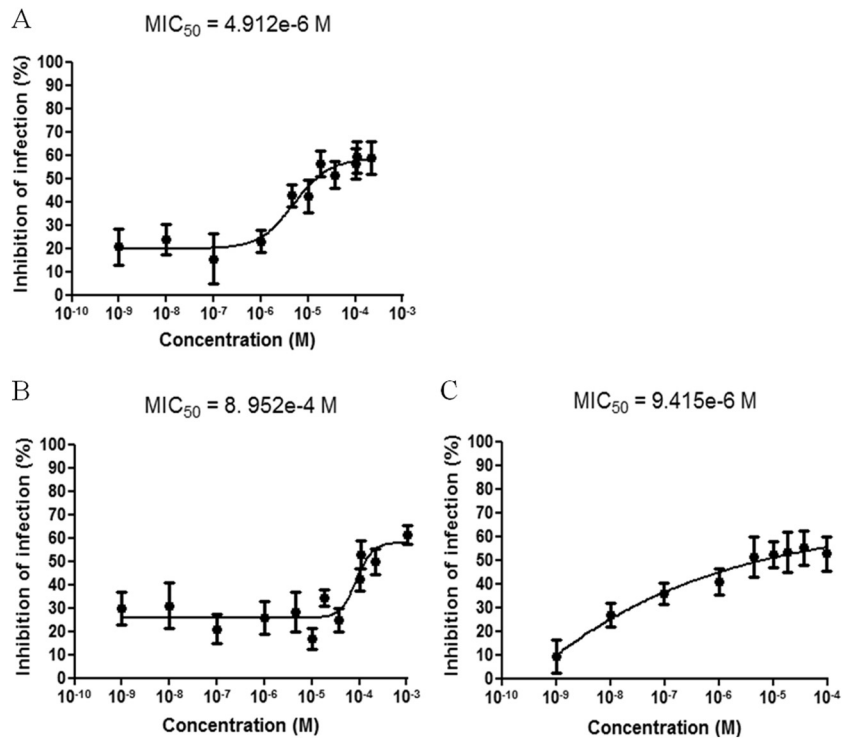 A
MIC50 = 4.912e-6 M
Inhibition of infection (%)
100
90
80
70
60
50
40
30
20
10
0
10-10 10-9 10-8 10-7 10-6 10-5 10-4 10-3
Concentration (M)
B
MIC50 = 8. 952e-4 M
Inhibition of infection (%)
100
90
80
70
60
50
40
30
20
10
0
10-10 10-9 10-8 10-7 10-6 10-5 10-4 10-3
Concentration (M)
C
MIC50 = 9.415e-6 M
Inhibition of infection (%)
100
90
80
70
60
50
40
30
20
10
0
10-10 10-9 10-8 10-7 10-6 10-5 10-4
Concentration (M)